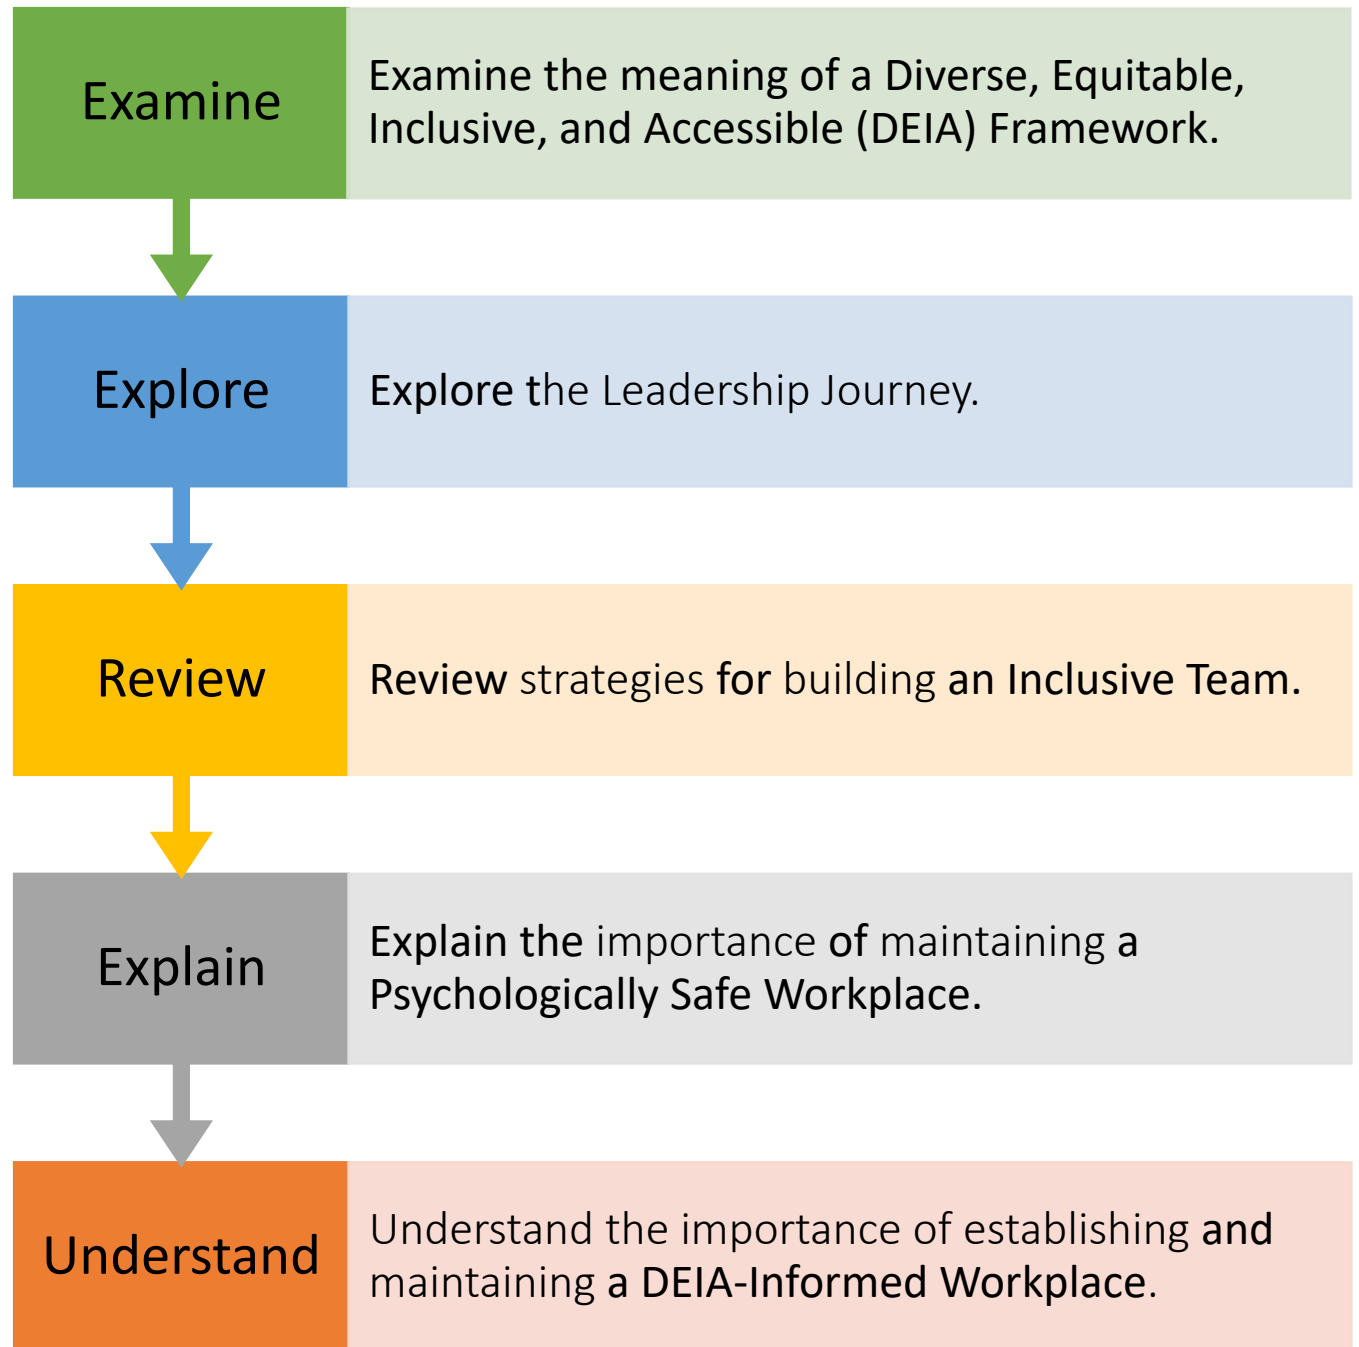 Examine
Examine the meaning of a Diverse, Equitable,
Inclusive, and Accessible (DEIA) Framework.
Explore
Explore the Leadership Journey.
Review
Review strategies for building an Inclusive Team.
Explain
Explain the importance of maintaining a
Psychologically Safe Workplace.
Understand
Understand the importance of establishing and
maintaining a DEIA-Informed Workplace.